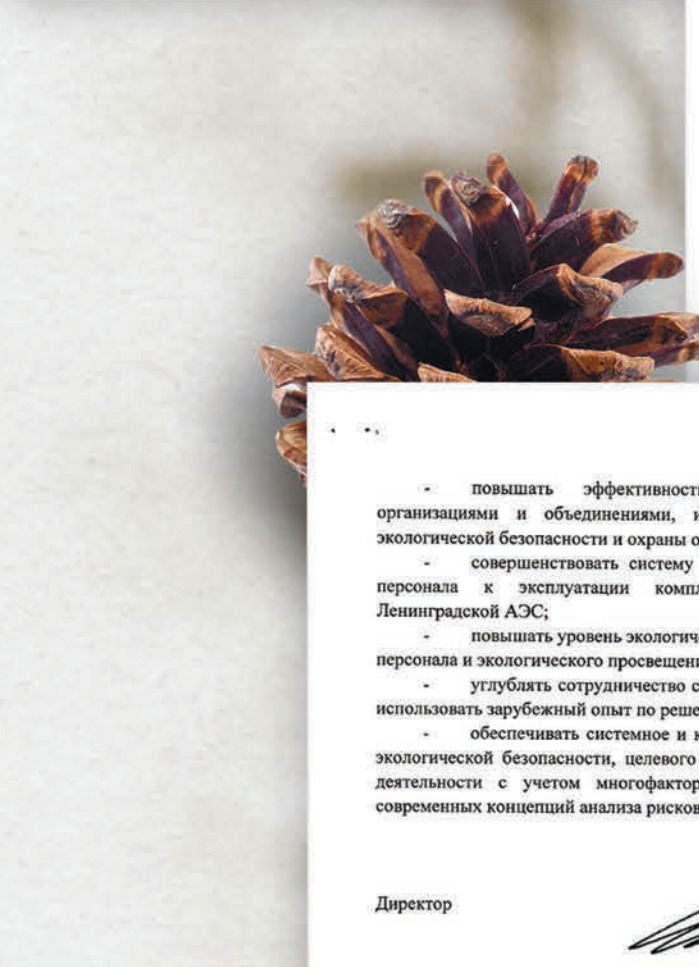 - повышать эффективност
организациями и объединениями, и
экологической безопасности и охраны о
- совершенствовать систему
персонала к эксплуатации компл
Ленинградской АЭС;
- повышать уровень экологич
персонала и экологического просвещени
- углублять сотрудничество с
использовать зарубежный опыт по реше
- обеспечивать системное и к
экологической безопасности, целевого
деятельности с учетом многофактор
современных концепций анализа рисков
Директор